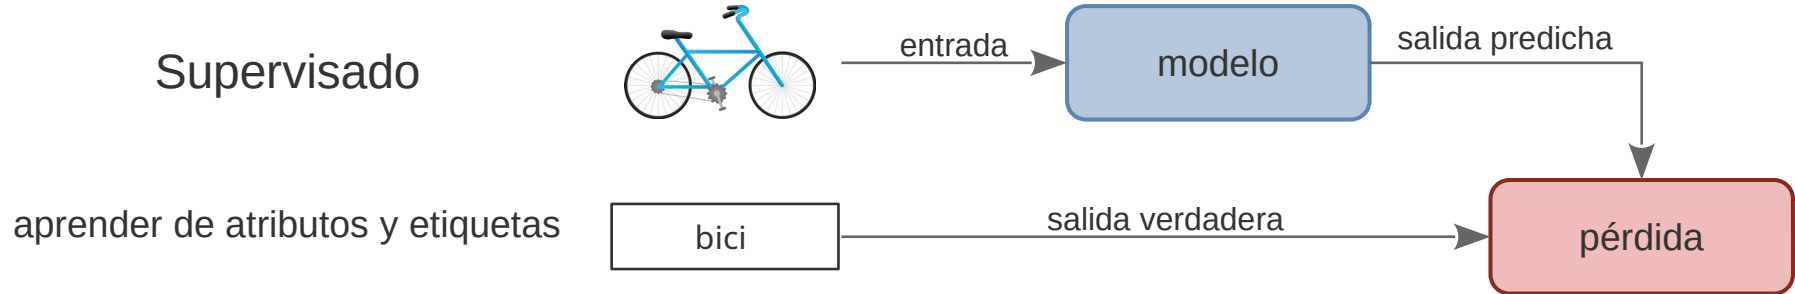 Supervisado
entrada
modelo
salida predicha
aprender de atributos y etiquetas
bici
salida verdadera
pérdida